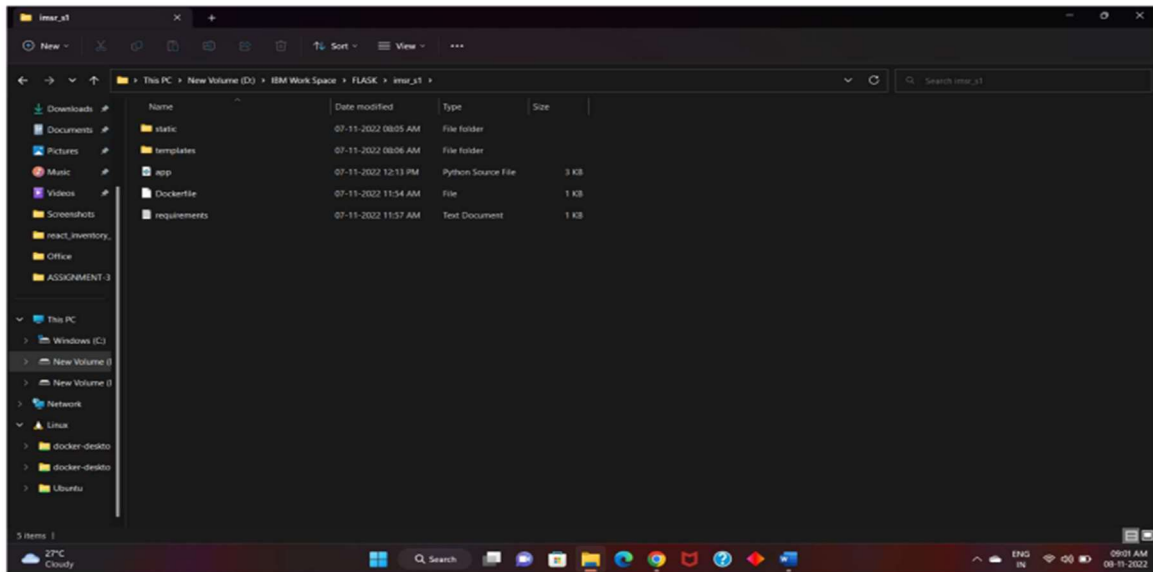 imsr_s1
New
Sort
View
This PC > New Volume (D:) > IBM Work Space > FLASK > imsr_s1 >
Search imsr_s1
Downloads
Documents
Pictures
Music
Videos
Screenshots
react_inventory_
Office
ASSIGNMENT-3
This PC
Windows (C:)
New Volume (
New Volume (
Network
Linux
docker-deskto
docker-deskto
Ubuntu
Name Date modified Type Size
static 07-11-2022 08:05 AM File folder
templates 07-11-2022 08:06 AM File folder
app 07-11-2022 12:13 PM Python Source File 3 KB
Dockerfile 07-11-2022 11:54 AM File 1 KB
requirements 07-11-2022 11:57 AM Text Document 1 KB
5 items
27°C
Cloudy
Search
ENG
IN
09:01 AM
08-11-2022